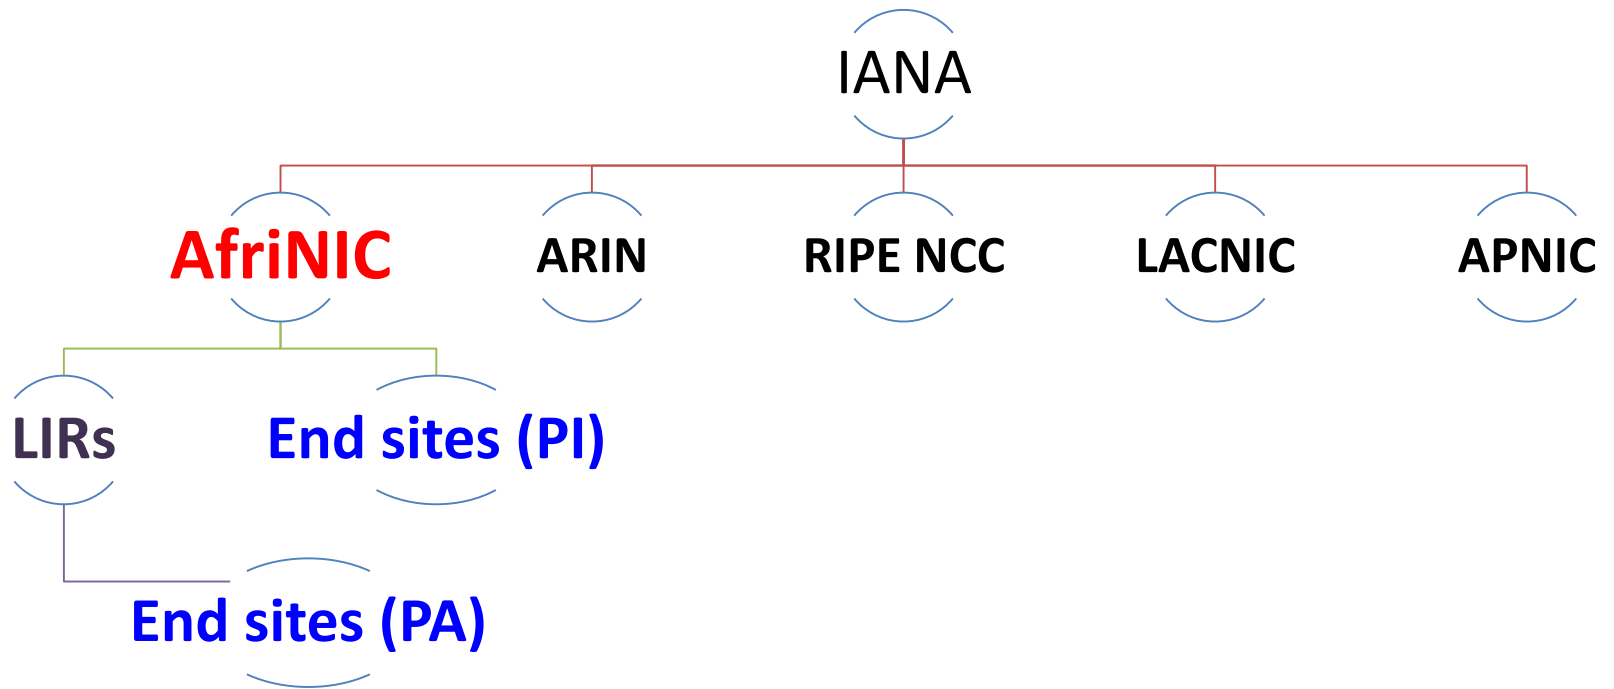 IANA
AfriNIC
ARIN
RIPE NCC
LACNIC
APNIC
LIRs
End sites (PI)
End sites (PA)